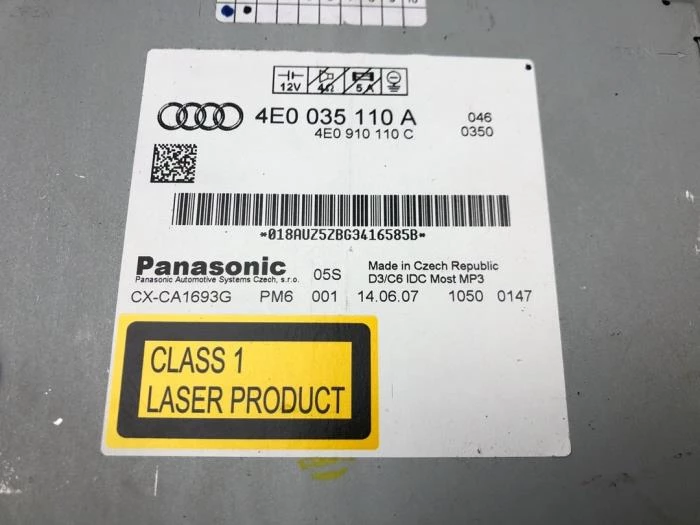 12V 4Ω 5A
4E0 035 110 A 046
4E0 910 110 C 0350
*018AUZ5ZBG3416585B*
Panasonic 05S Made in Czech Republic
Panasonic Automotive Systems Czech, s.r.o. D3/C6 IDC Most MP3
CX-CA1693G PM6 001 14.06.07 1050 0147
CLASS 1
LASER PRODUCT